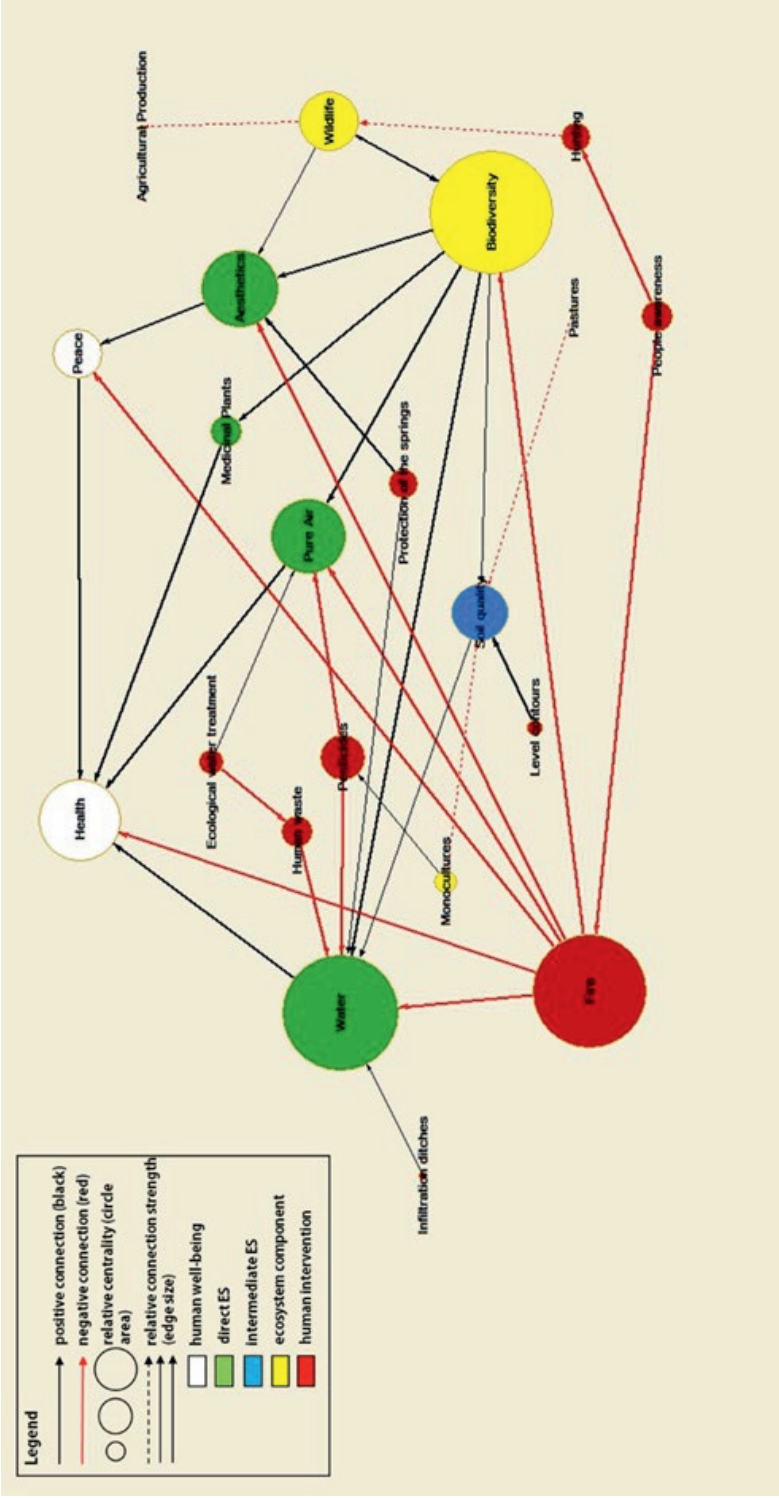 Legend
positive connection (black)
negative connection (red)
relative centrality (circle
area)
relative connection strength
(edge size)
human well-being
direct ES
intermediate ES
ecosystem component
human intervention
Health
Peace
Agricultural Production
Medicinal Plants
Aesthetics
Wildlife
Ecological water treatment
Human waste
Pure Air
Water
Pesticides
Protection of the springs
Infiltration ditches
Monocultures
Soil quality
Biodiversity
Level contours
Pastures
Hunting
Fire
People awareness